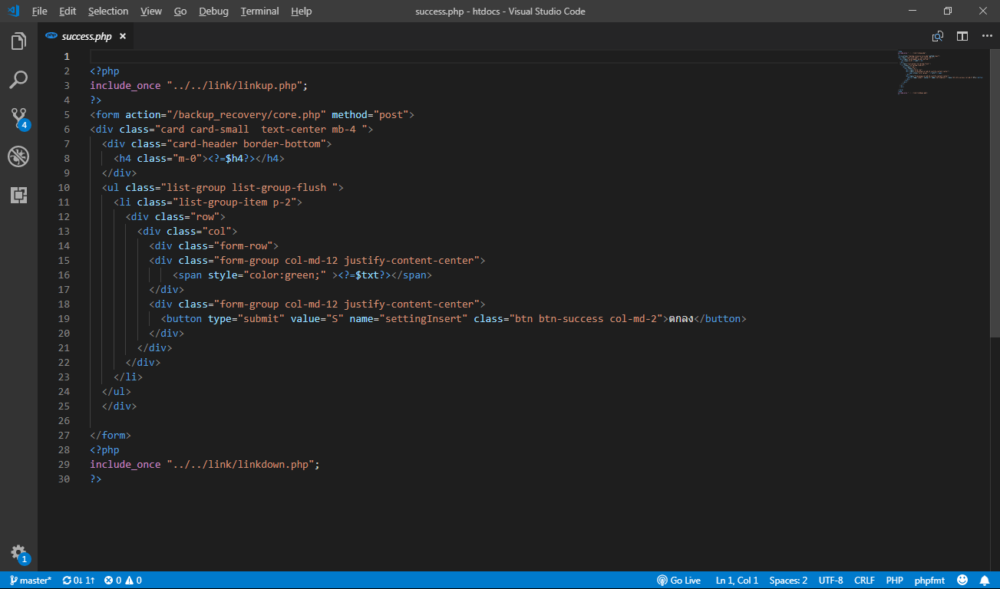 File Edit Selection View Go Debug Terminal Help success.php - htdocs - Visual Studio Code
php success.php ×
1
2 <?php
3 include_once "../../link/linkup.php";
4 ?>
5 <form action="/backup_recovery/core.php" method="post">
6 <div class="card card-small  text-center mb-4 ">
7 <div class="card-header border-bottom">
8 <h4 class="m-0"><?=$h4?></h4>
9 </div>
10 <ul class="list-group list-group-flush ">
11 <li class="list-group-item p-2">
12 <div class="row">
13 <div class="col">
14 <div class="form-row">
15 <div class="form-group col-md-12 justify-content-center">
16 <span style="color:green;" ><?=$txt?></span>
17 </div>
18 <div class="form-group col-md-12 justify-content-center">
19 <button type="submit" value="S" name="settingInsert" class="btn btn-success col-md-2">ตกลง</button>
20 </div>
21 </div>
22 </div>
23 </li>
24 </ul>
25 </div>
26
27 </form>
28 <?php
29 include_once "../../link/linkdown.php";
30 ?>
4
1
master* 0↓ 1↑ 0 0 Go Live Ln 1, Col 1 Spaces: 2 UTF-8 CRLF PHP phpfmt